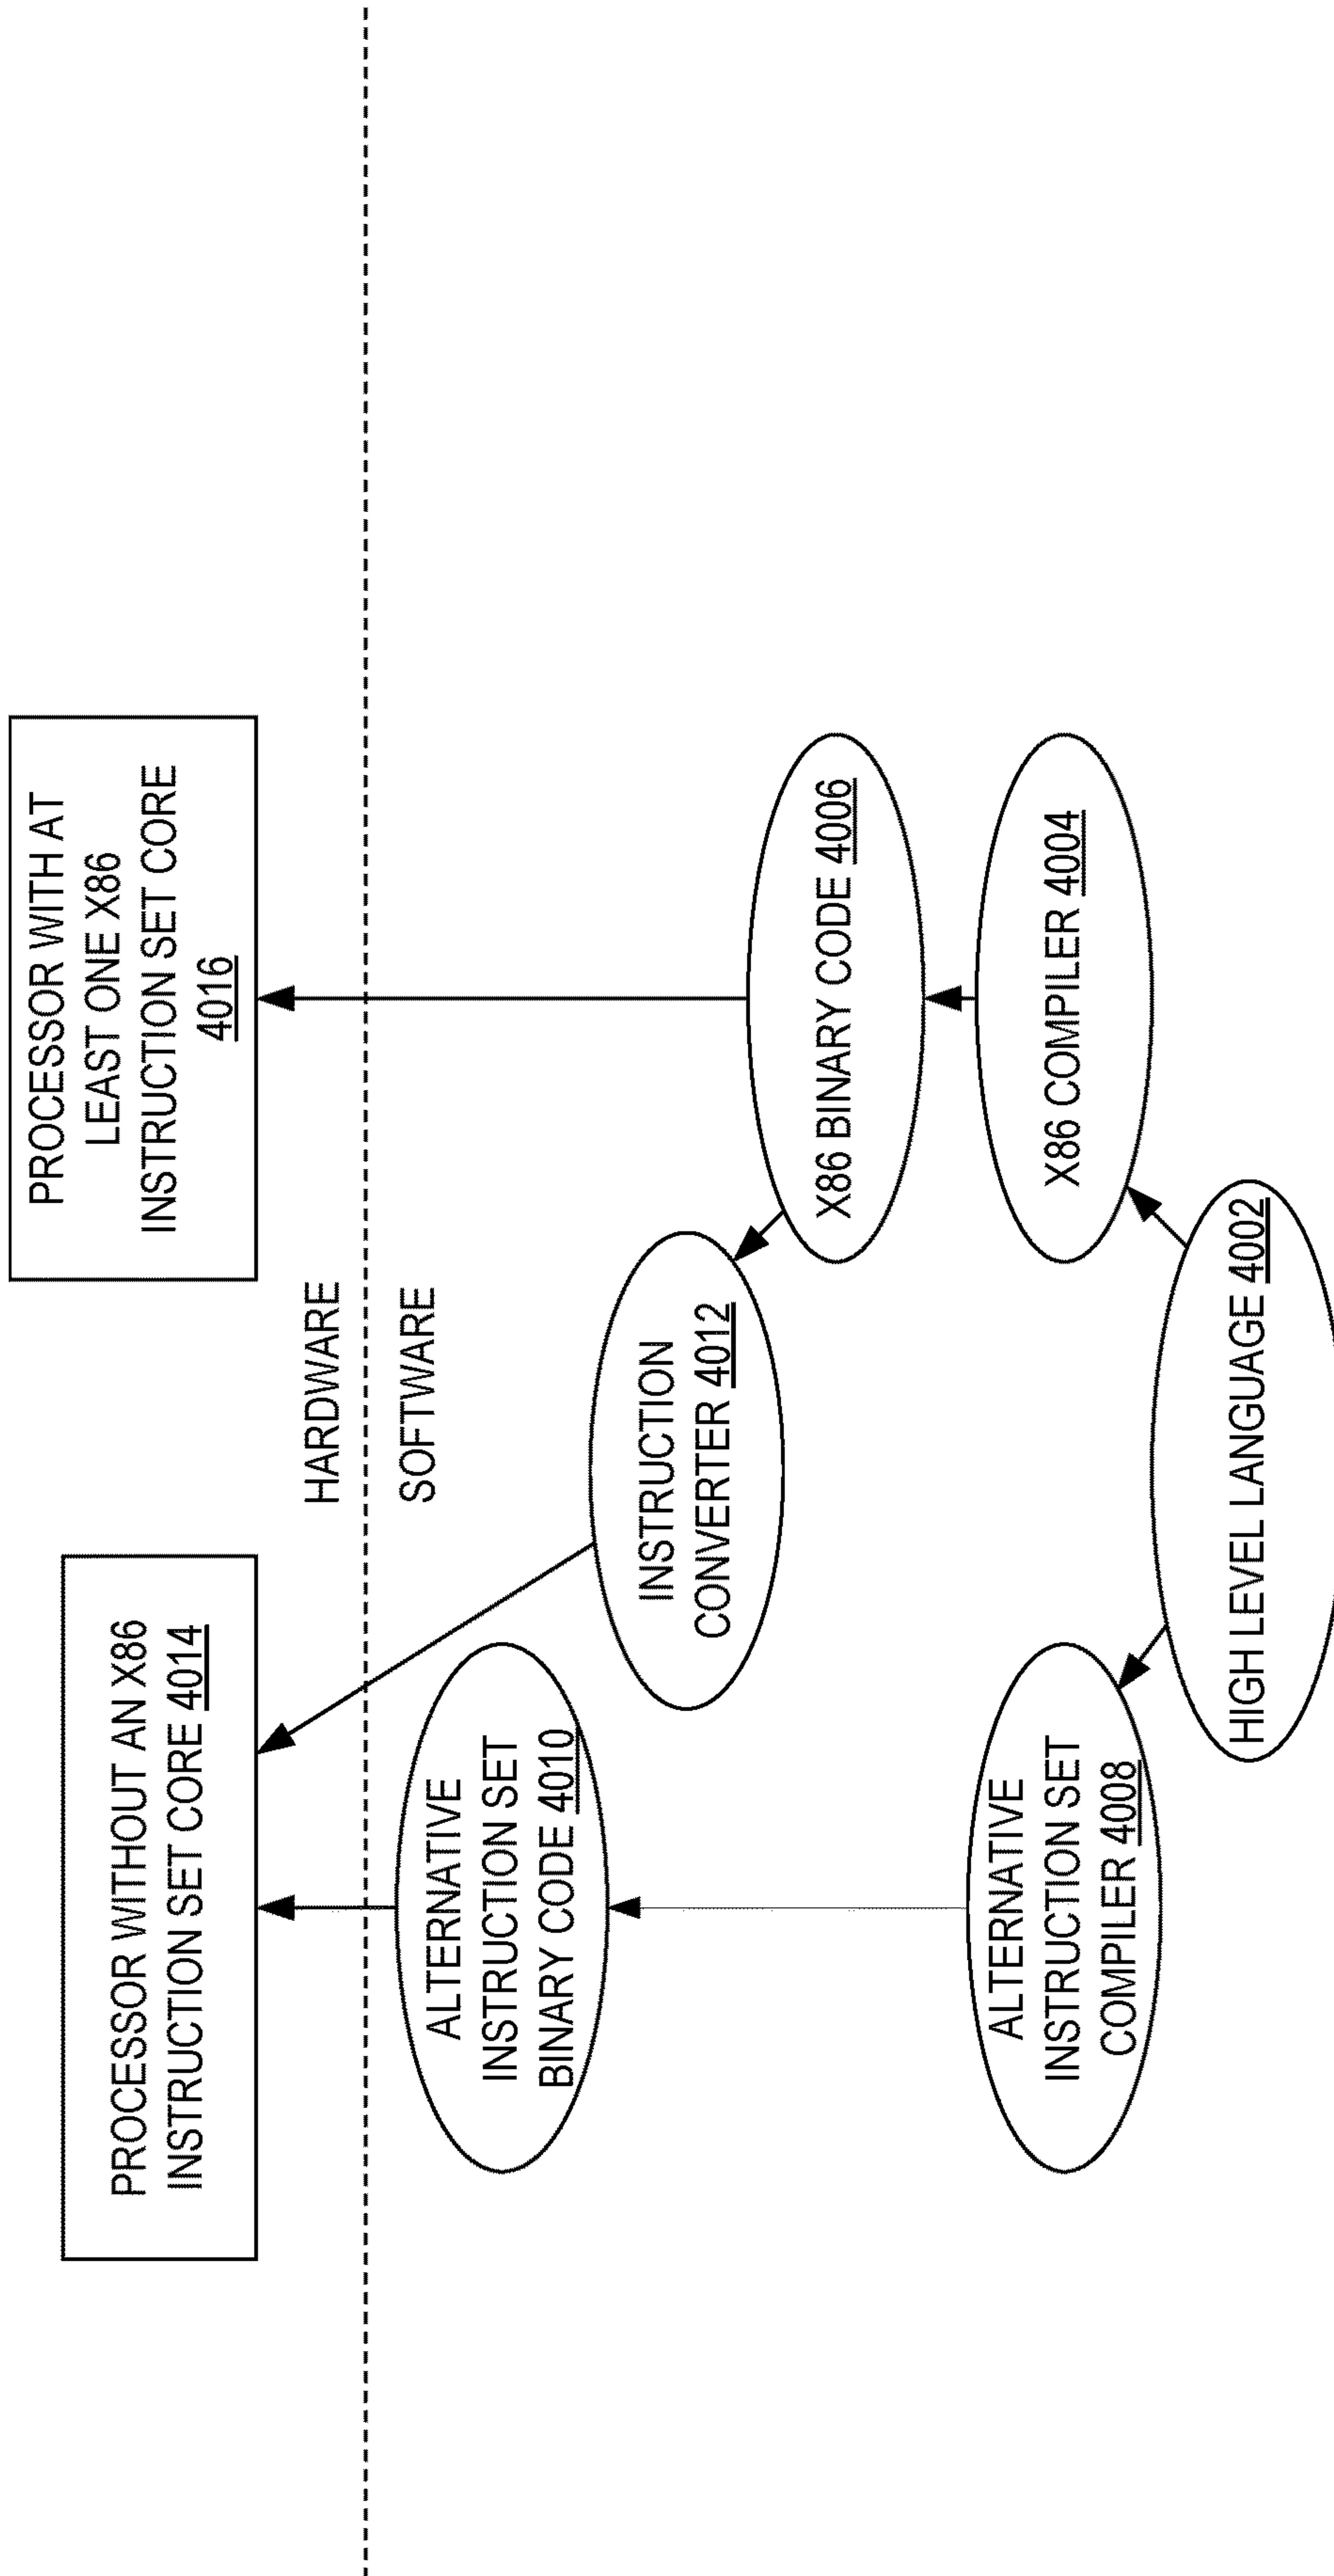 PROCESSOR WITHOUT AN X86
INSTRUCTION SET CORE 4014
PROCESSOR WITH AT
LEAST ONE X86
INSTRUCTION SET CORE
4016
HARDWARE
SOFTWARE
ALTERNATIVE
INSTRUCTION SET
BINARY CODE 4010
INSTRUCTION
CONVERTER 4012
X86 BINARY CODE 4006
ALTERNATIVE
INSTRUCTION SET
COMPILER 4008
X86 COMPILER 4004
HIGH LEVEL LANGUAGE 4002